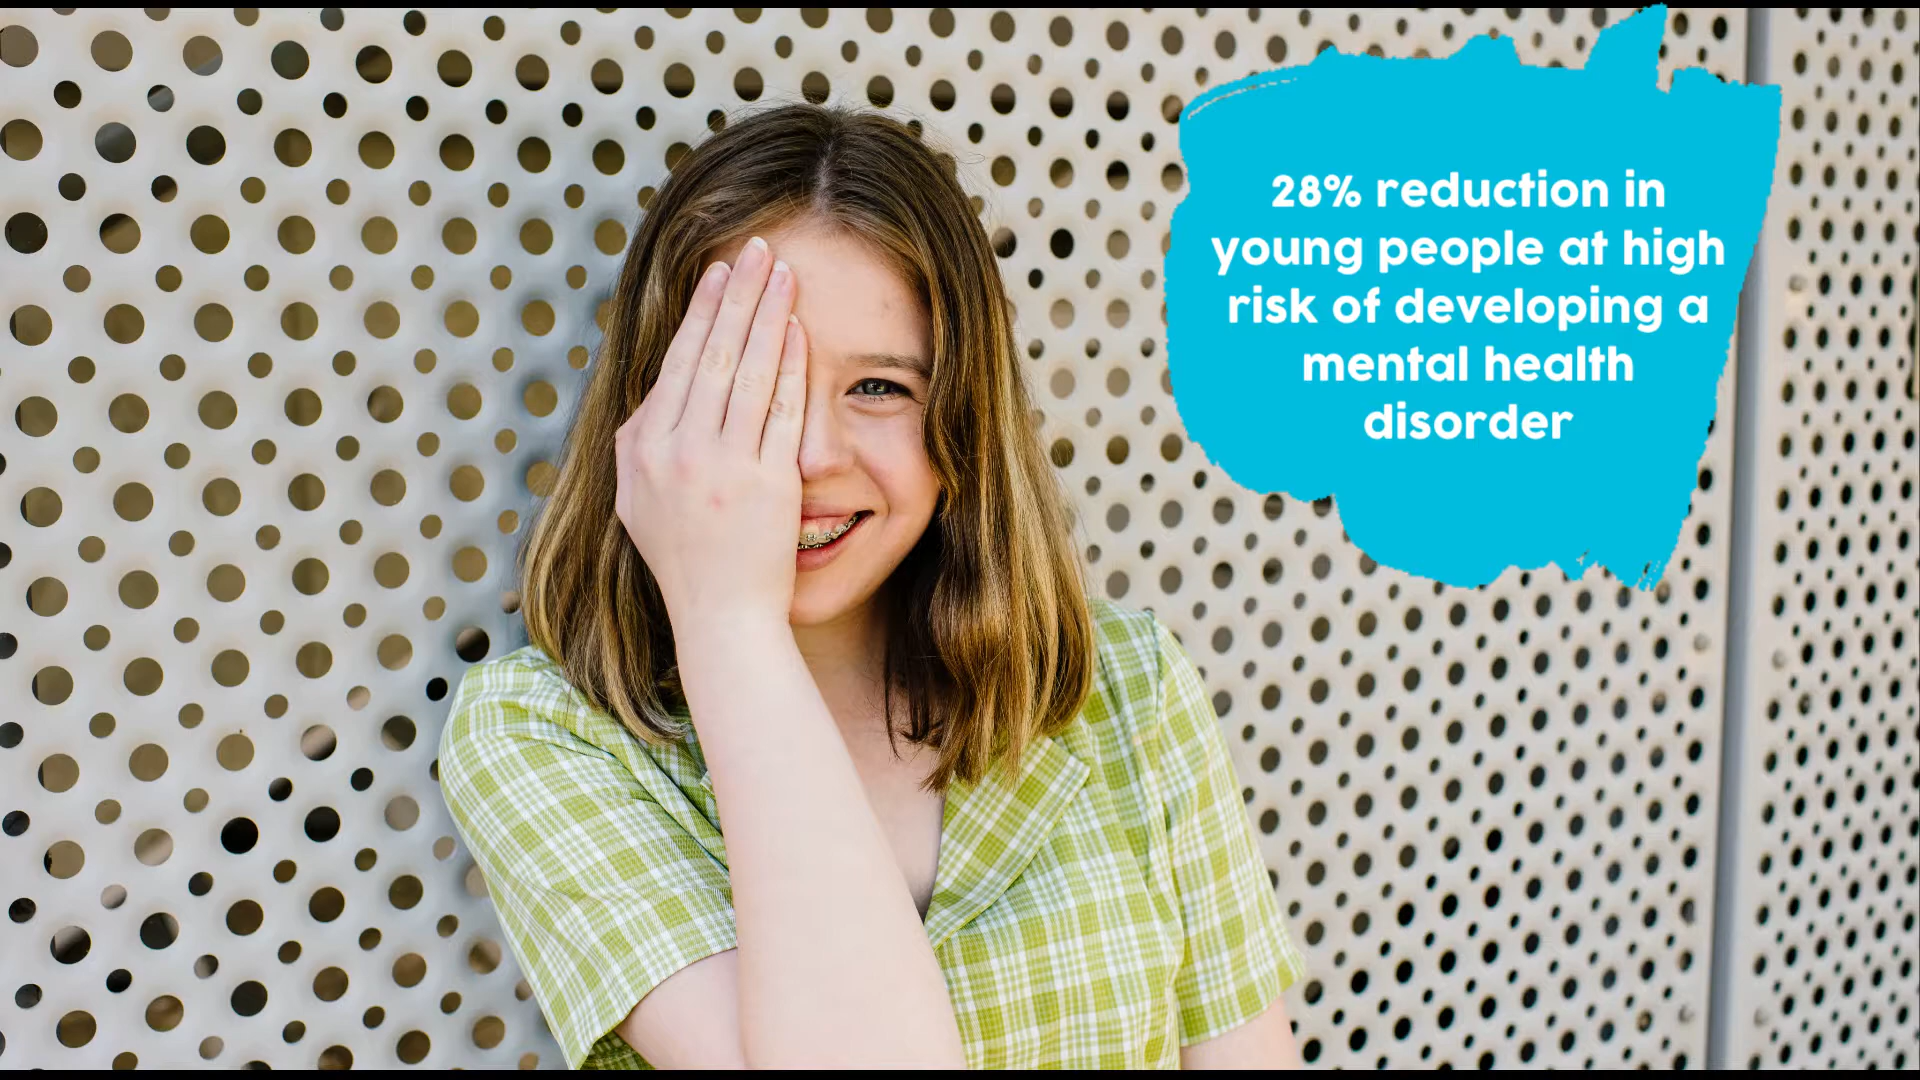 28% reduction in
young people at high
risk of developing a
mental health
disorder